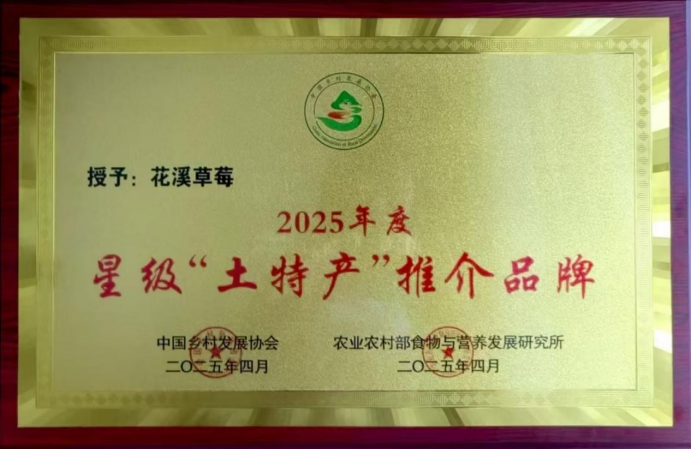 授予：花溪草莓
2025年度
星级“土特产”推介品牌
中国乡村发展协会
二〇二五年四月
农业农村部食物与营养发展研究所
二〇二五年四月